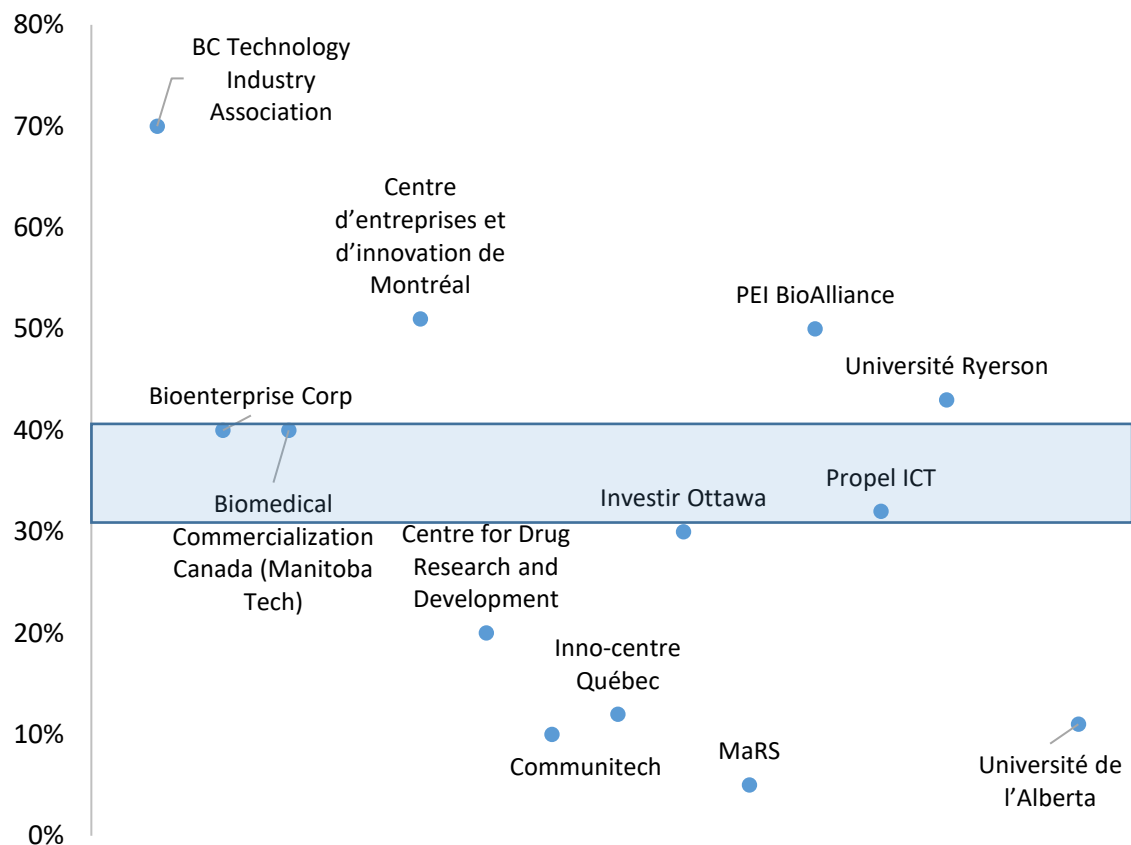 80%
BC Technology
Industry
Association
70%
Centre
d’entreprises et
d’innovation de
Montréal
60%
PEI BioAlliance
50%
Université Ryerson
Bioenterprise Corp
40%
Biomedical
Commercialization
Canada (Manitoba
Tech)
Investir Ottawa
Propel ICT
30%
Centre for Drug
Research and
Development
20%
Inno-centre
Québec
10%
Communitech
MaRS
Université de
l’Alberta
0%